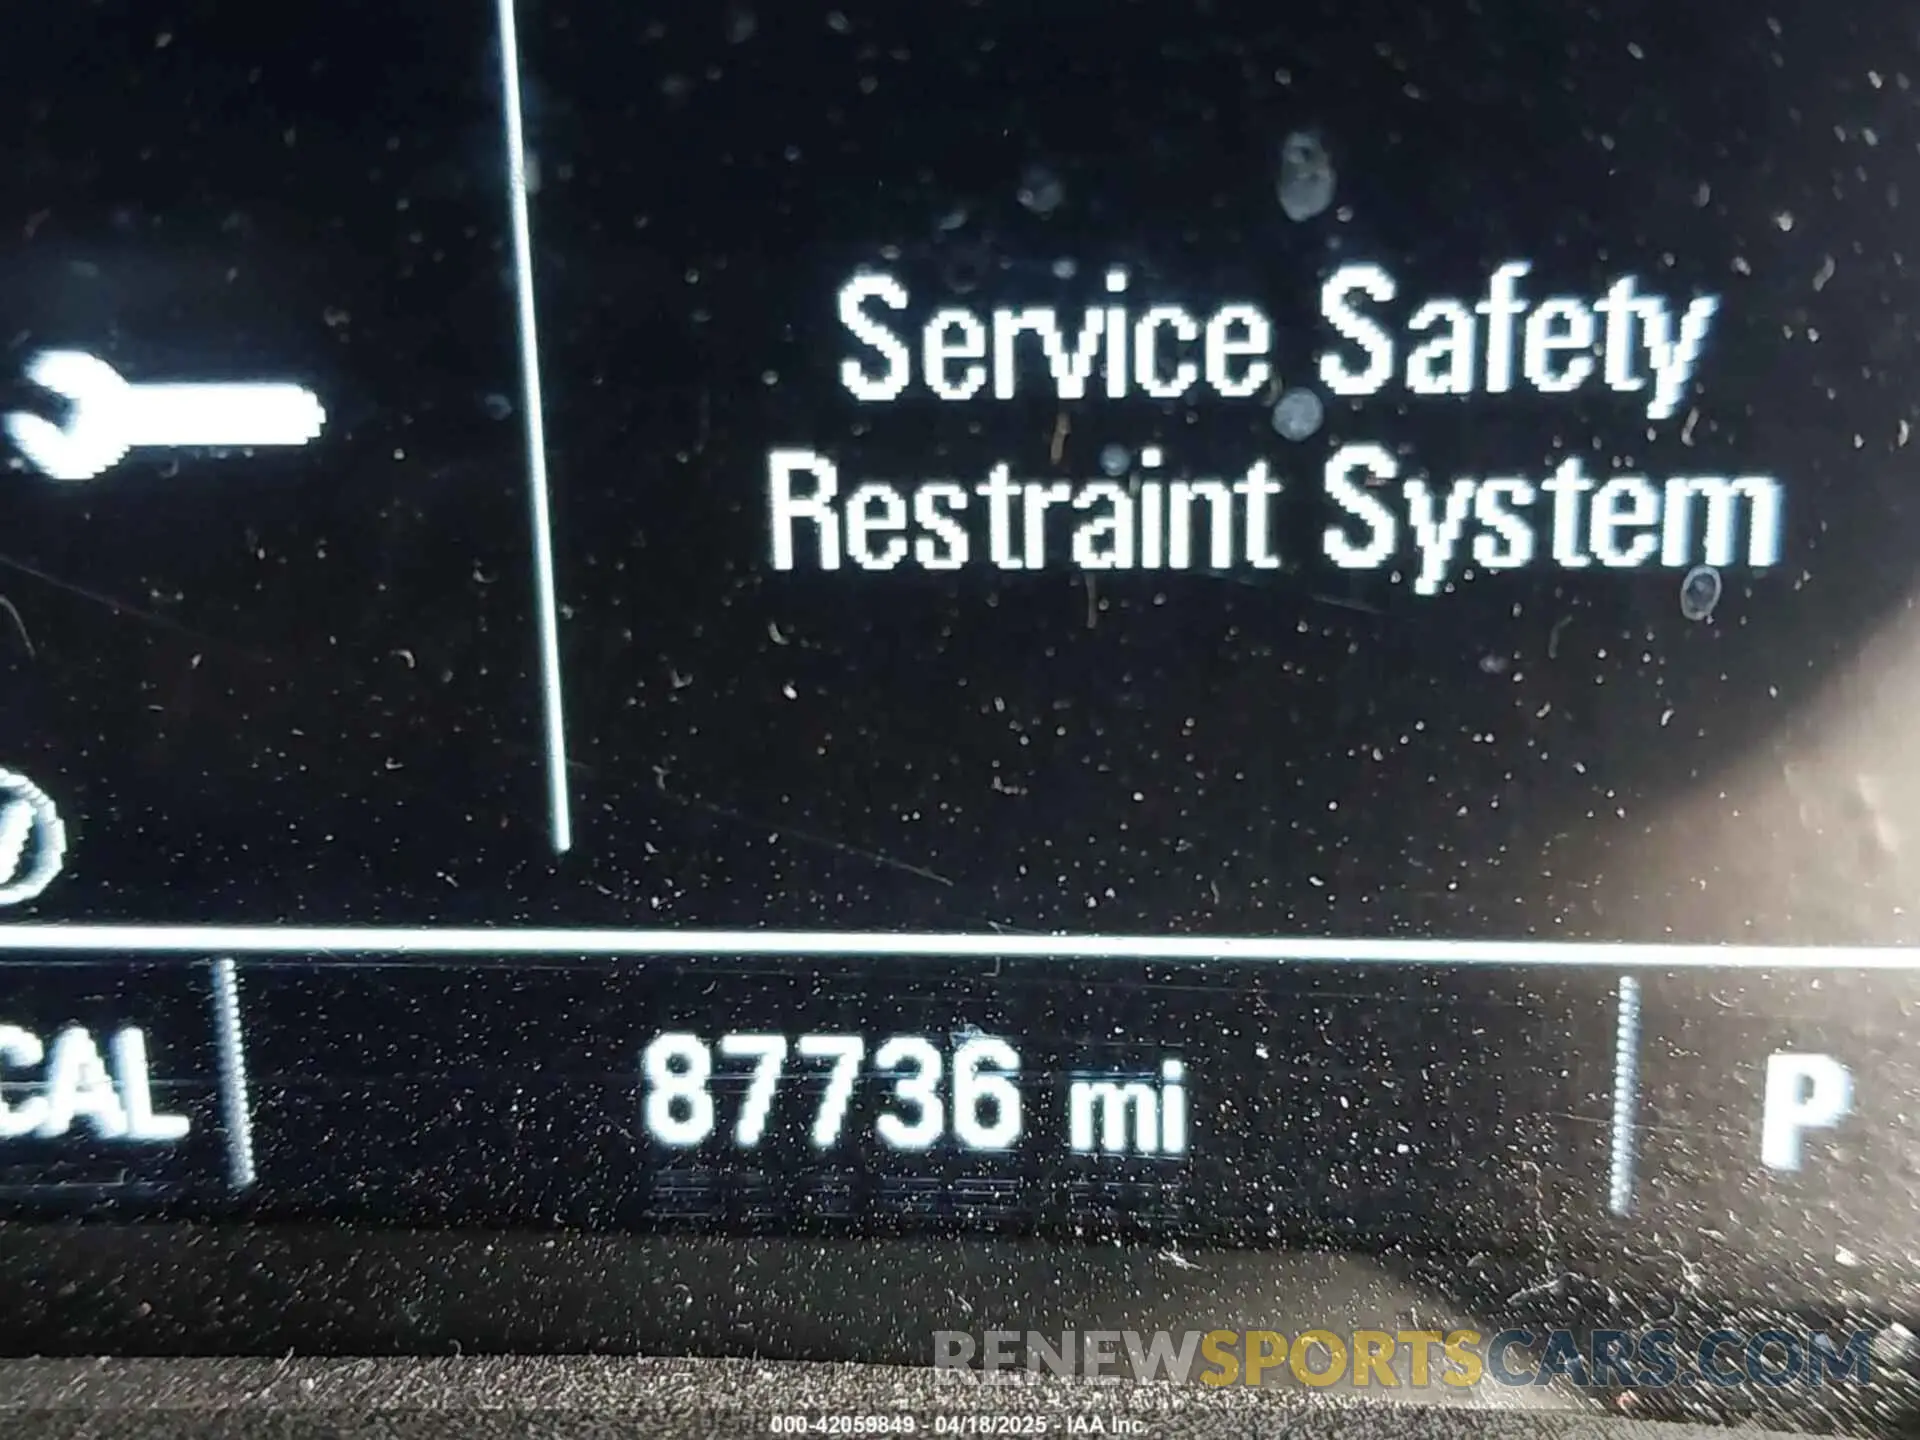 Service Safety
Restraint System
CAL
87736 mi
P
RENEWSPORTSCARS.COM
000-42059849 - 04/18/2025 - IAA Inc.